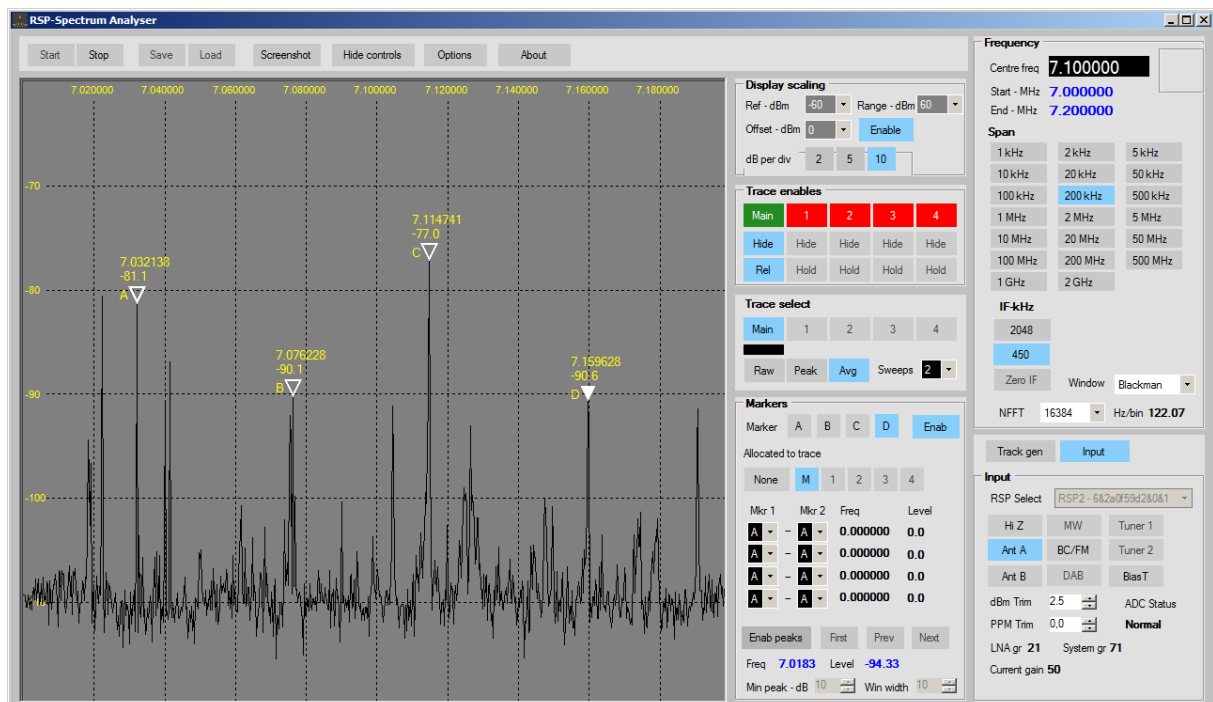 RSP-Spectrum Analyser
Start Stop Save Load Screenshot Hide controls Options About
7.020000 7.040000 7.060000 7.080000 7.100000 7.120000 7.140000 7.160000 7.180000
-70
-80
-90
-100
7.032138
-81.1
A
7.076228
-90.1
B
7.114741
-77.0
C
7.159628
-90.6
D
Display scaling
Ref - dBm -60 Range - dBm 60
Offset - dBm 0 Enable
dB per div 2 5 10
Trace enables
Main 1 2 3 4
Hide Hide Hide Hide Hide
Rel Hold Hold Hold Hold
Trace select
Main 1 2 3 4
Raw Peak Avg Sweeps 2
Markers
Marker A B C D Enab
Allocated to trace
None M 1 2 3 4
Mkr 1 Mkr 2 Freq Level
A - A 0.000000 0.0
A - A 0.000000 0.0
A - A 0.000000 0.0
A - A 0.000000 0.0
Enab peaks First Prev Next
Freq 7.0183 Level -94.33
Min peak - dB 10 Win width 10
Frequency
Centre freq 7.100000
Start - MHz 7.000000
End - MHz 7.200000
Span
1 kHz 2 kHz 5 kHz
10 kHz 20 kHz 50 kHz
100 kHz 200 kHz 500 kHz
1 MHz 2 MHz 5 MHz
10 MHz 20 MHz 50 MHz
100 MHz 200 MHz 500 MHz
1 GHz 2 GHz
IF-kHz
2048
450
Zero IF Window Blackman
NFFT 16384 Hz/bin 122.07
Track gen Input
Input
RSP Select RSP2 - 6&2a0f59d2&0&1
Hi Z MW Tuner 1
Ant A BC/FM Tuner 2
Ant B DAB BiasT
dBm Trim 2.5 ADC Status
PPM Trim 0.0 Normal
LNA gr 21 System gr 71
Current gain 50